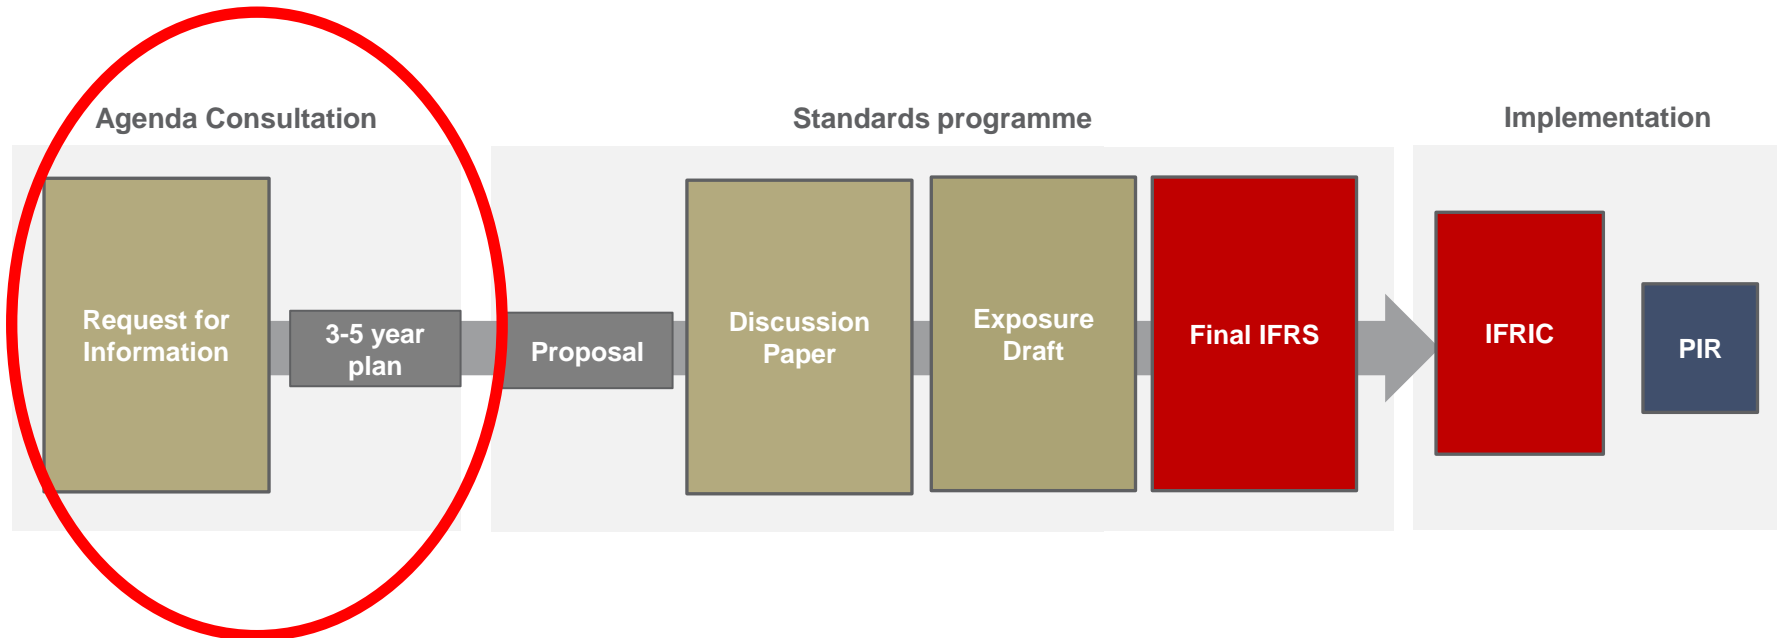 Agenda Consultation
Standards programme
Implementation
Request for
Information
3-5 year
plan
Proposal
Discussion
Paper
Exposure
Draft
Final IFRS
IFRIC
PIR